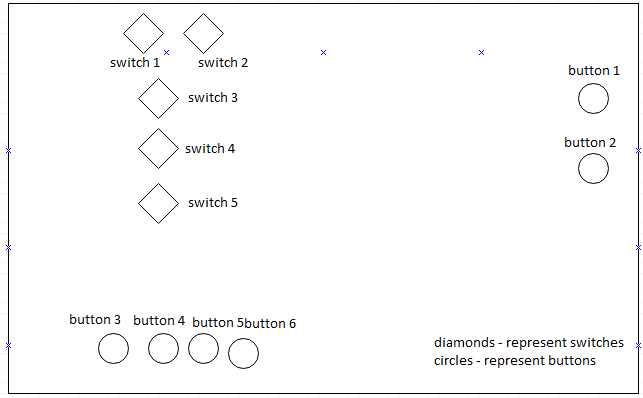 switch 1
switch 2
button 1
switch 3
button 2
switch 4
switch 5
button 3
button 4
button 5
button 6
diamonds - represent switches
circles - represent buttons